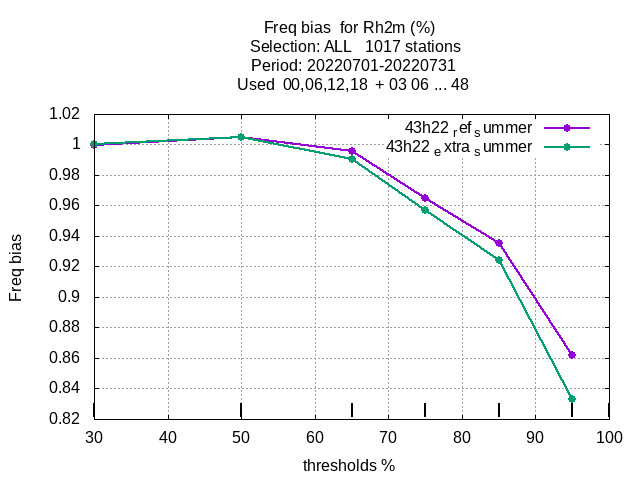 Freq bias  for Rh2m (%)
Selection: ALL   1017 stations
Period: 20220701-20220731
Used  00,06,12,18  + 03 06 ... 48
43h22 ref summer
43h22 extra summer
1.02
1
0.98
0.96
0.94
0.92
0.9
0.88
0.86
0.84
0.82
Freq bias
30 40 50 60 70 80 90 100
thresholds %